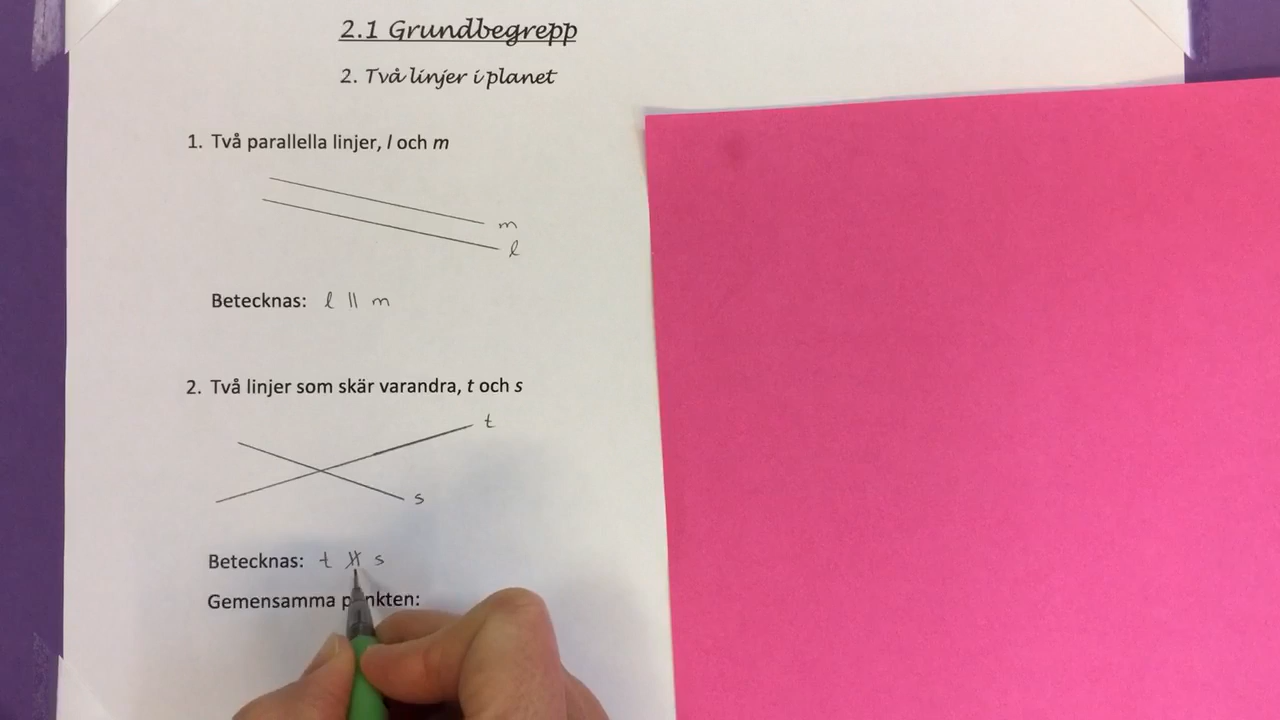 2.1 Grundbegrepp
2. Två linjer i planet
1. Två parallella linjer, l och m
m
l
Betecknas: l || m
2. Två linjer som skär varandra, t och s
t
s
Betecknas: t ∦ s
Gemensamma punkten: